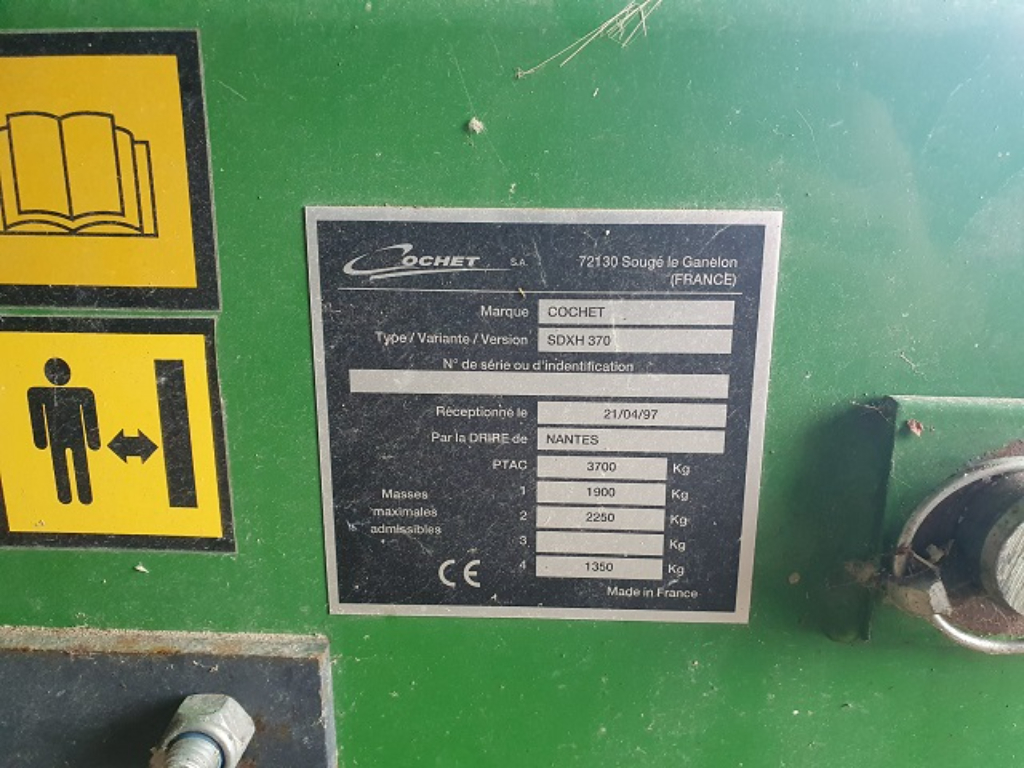 COCHET S.A. 72130 Sougé le Ganelon
(FRANCE)
Marque COCHET
Type / Variante / Version SDXH 370
N° de série ou d'indentification
Réceptionné le 21/04/97
Par la DRIRE de NANTES
PTAC 3700 Kg
Masses maximales admissibles
1 1900 Kg
2 2250 Kg
3 Kg
4 1350 Kg
CE
Made in France